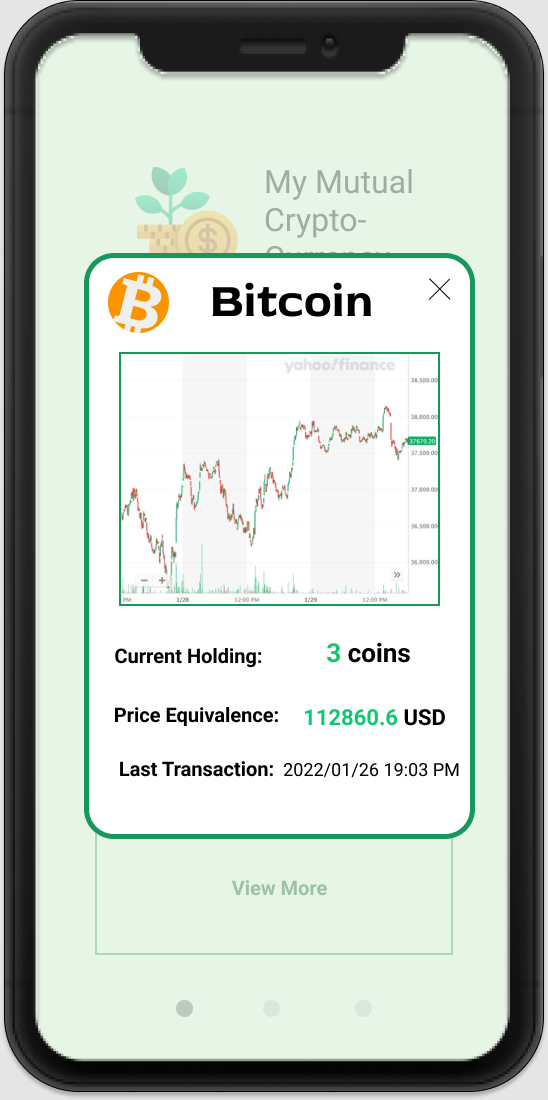 My Mutual
Crypto-
Currency
Bitcoin
yahoo!finance
38,500.00
38,000.00
37670.20
37,500.00
37,000.00
36,500.00
36,000.00
PM 1/28 12:00 PM 1/29 12:00 PM
Current Holding: 3 coins
Price Equivalence: 112860.6 USD
Last Transaction: 2022/01/26 19:03 PM
View More